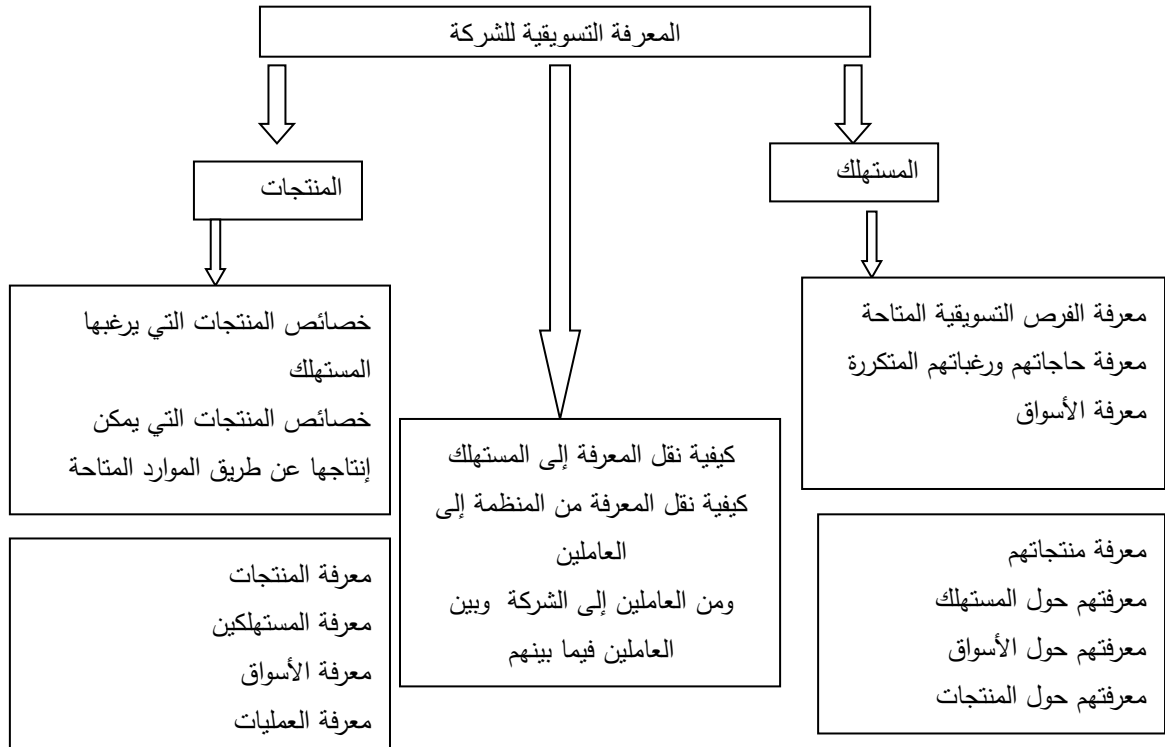 المعرفة التسويقية للشركة
المستهلك
المنتجات
معرفة الفرص التسويقية المتاحة
معرفة حاجاتهم ورغباتهم المتكررة
معرفة الأسواق
كيفية نقل المعرفة إلى المستهلك
كيفية نقل المعرفة من المنظمة إلى
العاملين
ومن العاملين إلى الشركة وبين
العاملين فيما بينهم
خصائص المنتجات التي يرغبها
المستهلك
خصائص المنتجات التي يمكن
إنتاجها عن طريق الموارد المتاحة
معرفة منتجاتهم
معرفتهم حول المستهلك
معرفتهم حول الأسواق
معرفتهم حول المنتجات
معرفة المنتجات
معرفة المستهلكين
معرفة الأسواق
معرفة العمليات